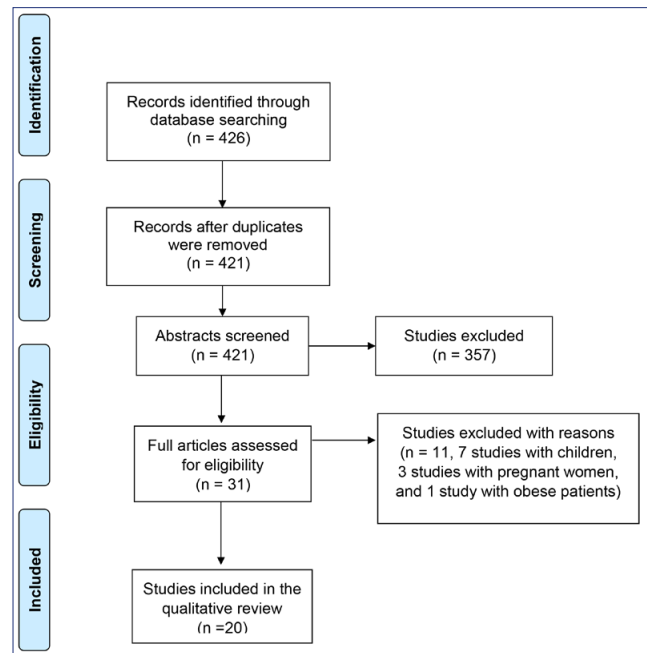 Identification
Records identified through
database searching
(n = 426)
Screening
Records after duplicates
were removed
(n = 421)
Abstracts screened
(n = 421)
Studies excluded
(n = 357)
Eligibility
Full articles assessed
for eligibility
(n = 31)
Studies excluded with reasons
(n = 11, 7 studies with children,
3 studies with pregnant women,
and 1 study with obese patients)
Included
Studies included in the
qualitative review
(n =20)